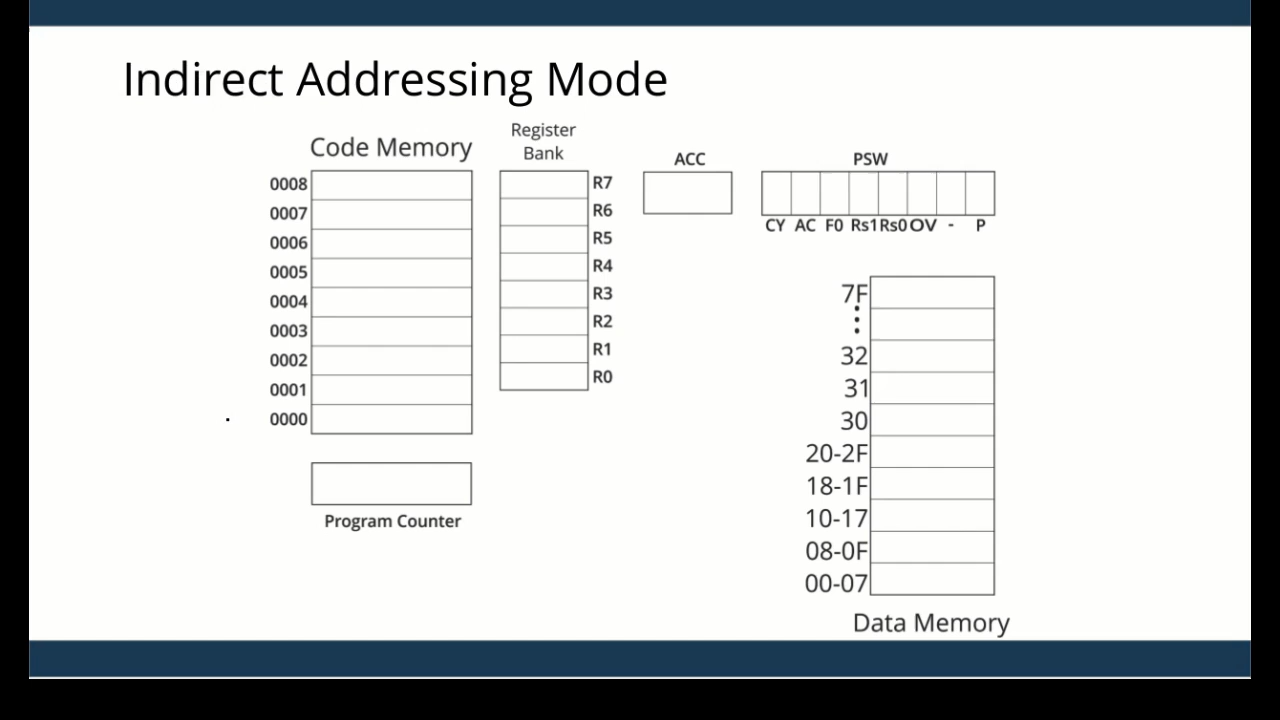 Indirect Addressing Mode
Code Memory
0008
0007
0006
0005
0004
0003
0002
0001
0000
Program Counter
Register
Bank
R7
R6
R5
R4
R3
R2
R1
R0
ACC
PSW
CY AC F0 Rs1 Rs0 OV - P
7F
32
31
30
20-2F
18-1F
10-17
08-0F
00-07
Data Memory